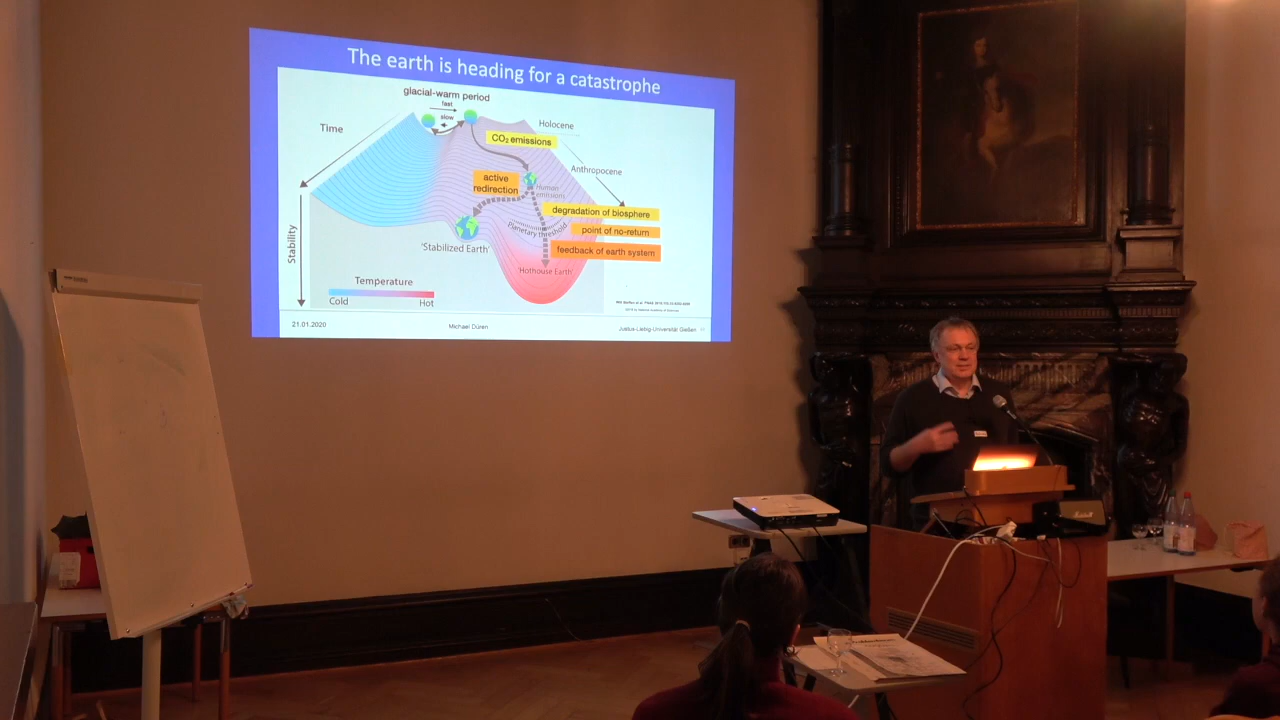 The earth is heading for a catastrophe
glacial-warm period
fast
slow
Time
Holocene
CO₂ emissions
Anthropocene
active
redirection
Human
emissions
degradation of biosphere
Planetary threshold
point of no-return
Stability
'Stabilized Earth'
feedback of earth system
'Hothouse Earth'
Temperature
Cold
Hot
21.01.2020
Michael Düren
Justus-Liebig-Universität Gießen